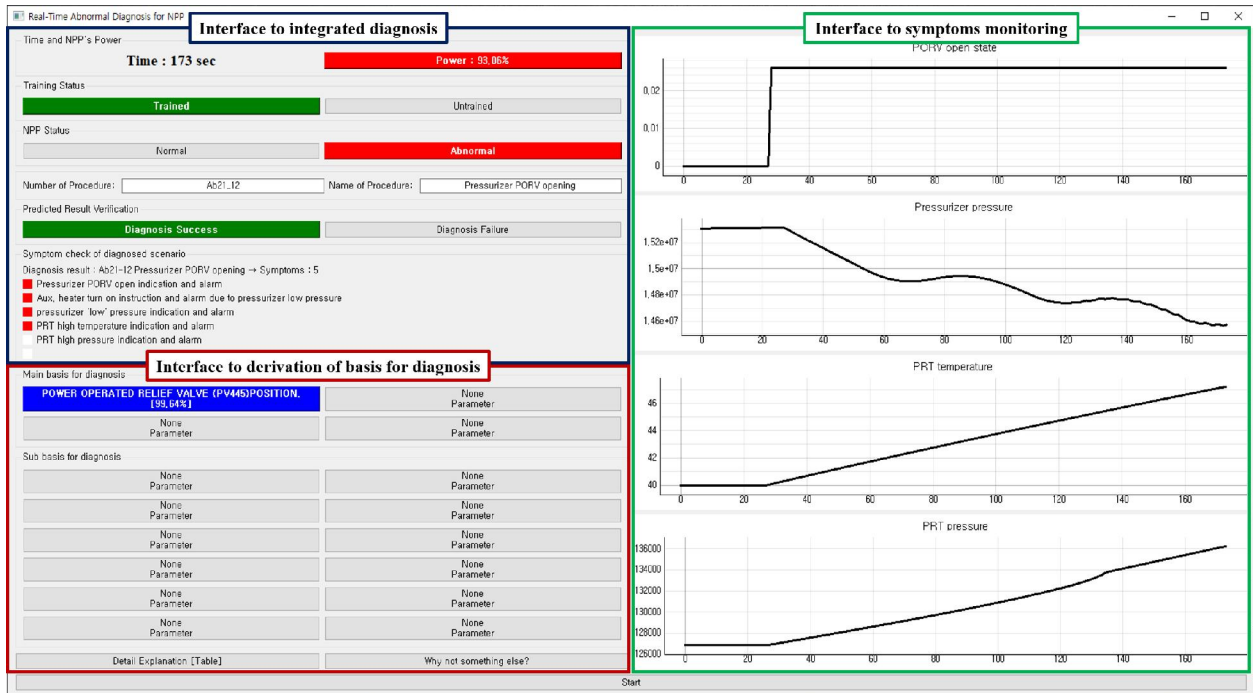 Real-Time Abnormal Diagnosis for NPP
Interface to integrated diagnosis
Time and NPP's Power
Time : 173 sec
Power : 93,06%
Training Status
Trained
Untrained
NPP Status
Normal
Abnormal
Number of Procedure:
Ab21_12
Name of Procedure:
Pressurizer PORV opening
Predicted Result Verification
Diagnosis Success
Diagnosis Failure
Symptom check of diagnosed scenario
Diagnosis result : Ab21-12 Pressurizer PORV opening → Symptoms : 5
Pressurizer PORV open indication and alarm
Aux, heater turn on instruction and alarm due to pressurizer low pressure
pressurizer 'low' pressure indication and alarm
PRT high temperature indication and alarm
PRT high pressure indication and alarm
Interface to derivation of basis for diagnosis
Main basis for diagnosis
POWER OPERATED RELIEF VALVE (PV445)POSITION,
[99,64%]
None
Parameter
None
Parameter
None
Parameter
Sub basis for diagnosis
None
Parameter
None
Parameter
None
Parameter
None
Parameter
None
Parameter
None
Parameter
None
Parameter
None
Parameter
None
Parameter
None
Parameter
None
Parameter
None
Parameter
Detail Explanation [Table]
Why not something else?
Start
Interface to symptoms monitoring
PORV open state
0,02
0,01
0
0 20 40 60 80 100 120 140 160
Pressurizer pressure
1,52e+07
1,5e+07
1,48e+07
1,46e+07
0 20 40 60 80 100 120 140 160
PRT temperature
46
44
42
40
0 20 40 60 80 100 120 140 160
PRT pressure
136000
134000
132000
130000
128000
126000
0 20 40 60 80 100 120 140 160